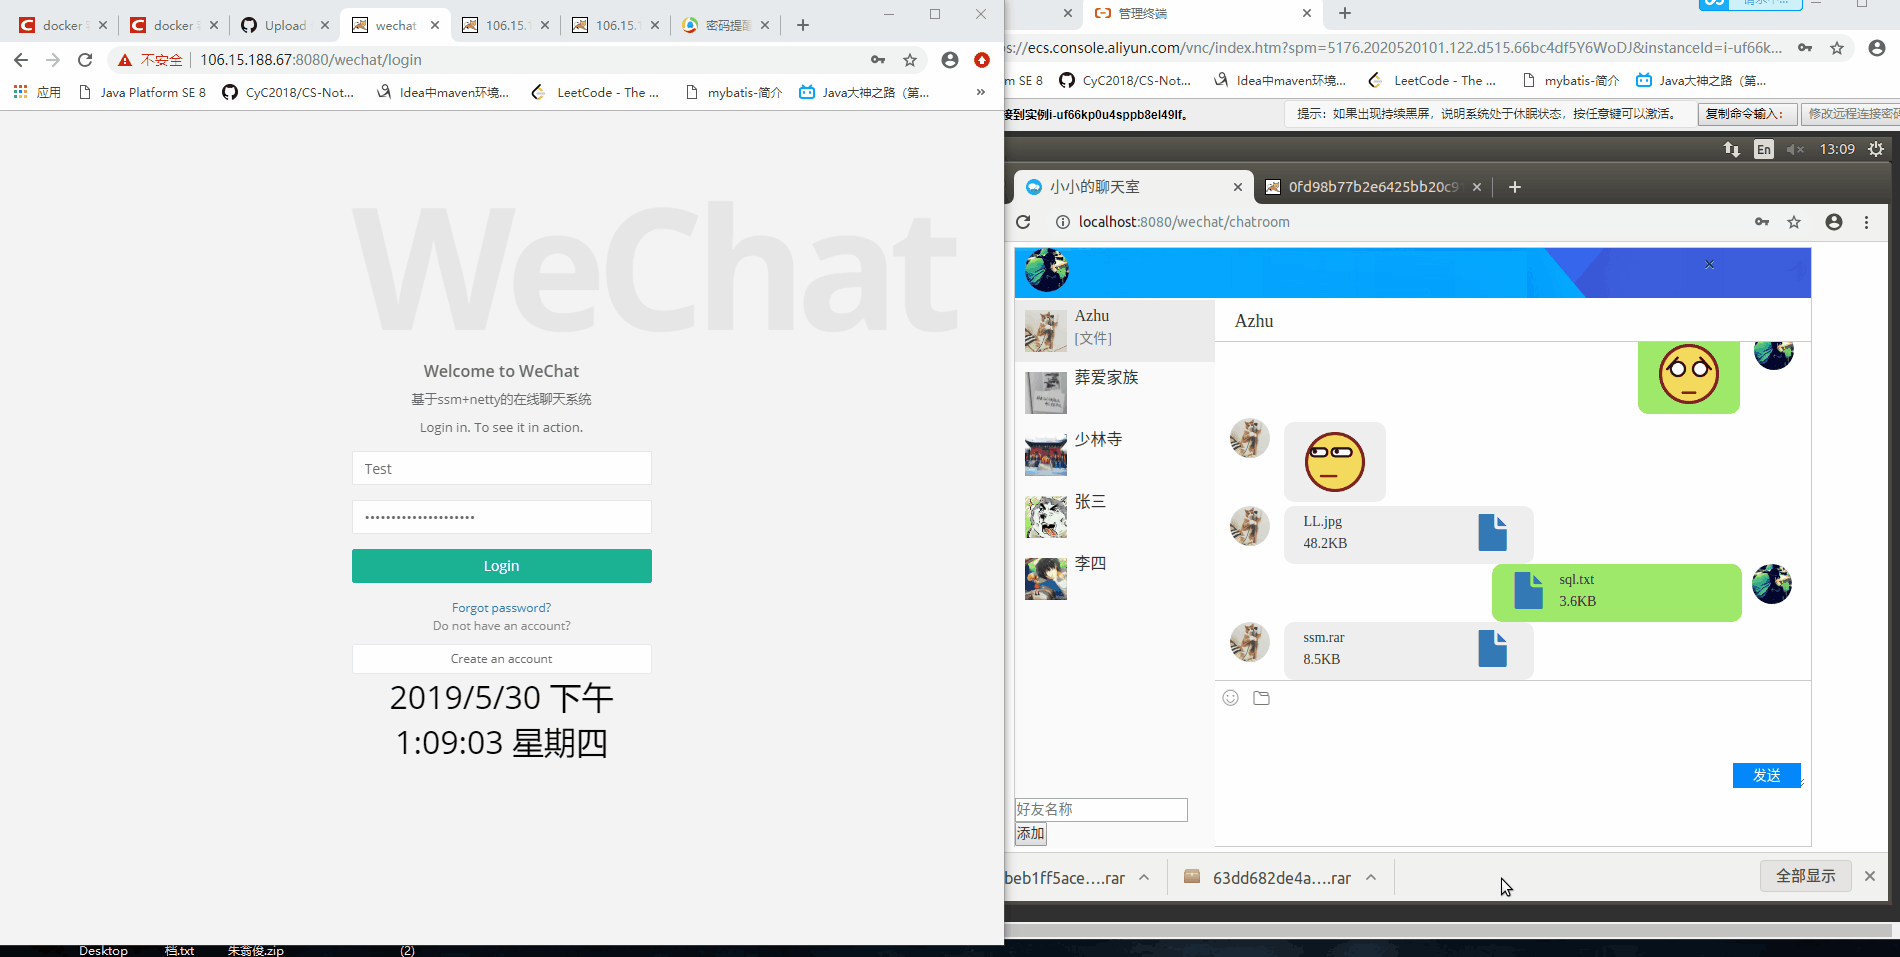 docker
docker
Upload
wechat
106.15.1
106.15.1
密码提醒
不安全
106.15.188.67:8080/wechat/login
应用
Java Platform SE 8
CyC2018/CS-Not...
Idea中maven环境...
LeetCode - The ...
mybatis-简介
Java大神之路（第...
»
WeChat
Welcome to WeChat
基于ssm+netty的在线聊天系统
Login in. To see it in action.
Test
•••••••••••••••••••••
Login
Forgot password?
Do not have an account?
Create an account
2019/5/30 下午
1:09:03 星期四
Desktop
档.txt
朱翕俊.zip
(2)
管理终端
s://ecs.console.aliyun.com/vnc/index.htm?spm=5176.2020520101.122.d515.66bc4df5Y6WoDJ&instanceId=i-uf66k...
m SE 8
CyC2018/CS-Not...
Idea中maven环境...
LeetCode - The ...
mybatis-简介
Java大神之路（第...
接到实例i-uf66kp0u4sppb8el49lf。
提示：如果出现持续黑屏，说明系统处于休眠状态，按任意键可以激活。
复制命令输入：
修改远程连接密码
En
13:09
小小的聊天室
0fd98b77b2e6425bb20c9
localhost:8080/wechat/chatroom
Azhu
[文件]
葬爱家族
少林寺
张三
李四
好友名称
添加
Azhu
LL.jpg
48.2KB
sql.txt
3.6KB
ssm.rar
8.5KB
发送
beb1ff5ace....rar
63dd682de4a....rar
全部显示